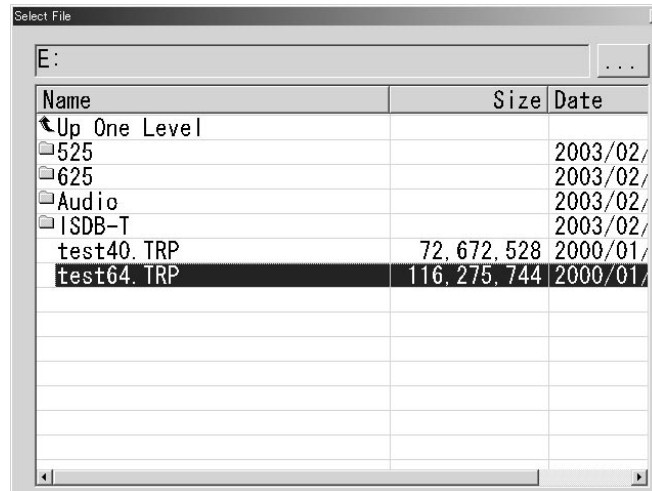 Select File
E:
...
Name Size Date
Up One Level
525 2003/02/
625 2003/02/
Audio 2003/02/
ISDB-T 2003/02/
test40.TRP 72,672,528 2000/01/
test64.TRP 116,275,744 2000/01/